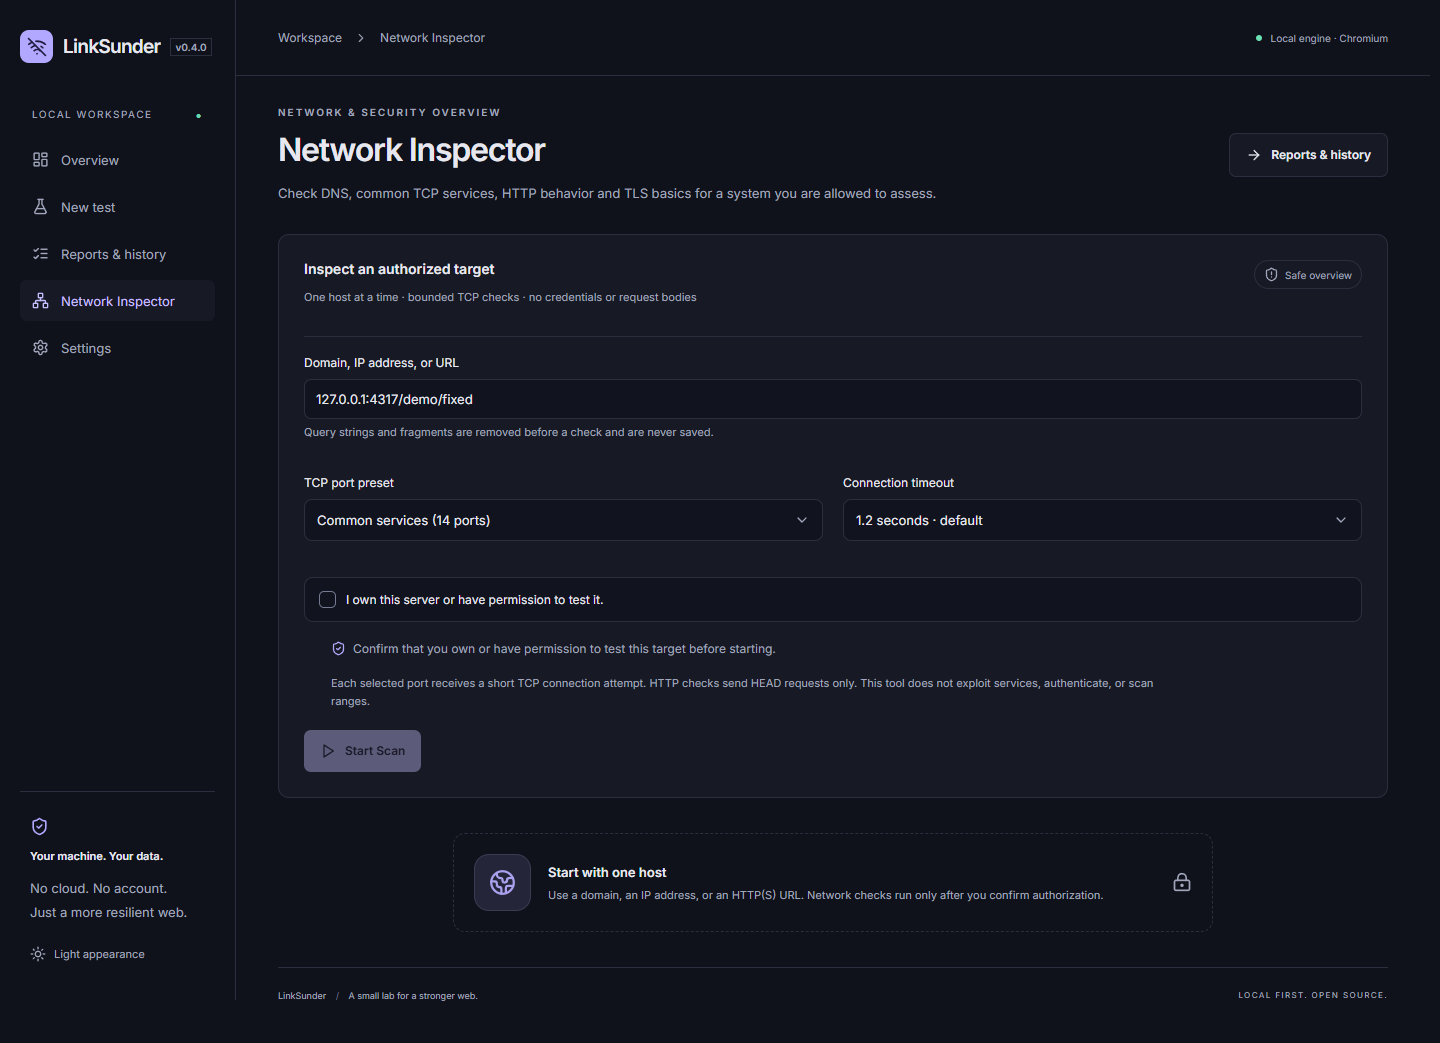 LinkSunder v0.4.0
LOCAL WORKSPACE
Overview
New test
Reports & history
Network Inspector
Settings
Your machine. Your data.
No cloud. No account.
Just a more resilient web.
Light appearance
Workspace > Network Inspector
Local engine · Chromium
NETWORK & SECURITY OVERVIEW
Network Inspector
Check DNS, common TCP services, HTTP behavior and TLS basics for a system you are allowed to assess.
Reports & history
Inspect an authorized target
One host at a time · bounded TCP checks · no credentials or request bodies
Safe overview
Domain, IP address, or URL
127.0.0.1:4317/demo/fixed
Query strings and fragments are removed before a check and are never saved.
TCP port preset
Common services (14 ports)
Connection timeout
1.2 seconds · default
I own this server or have permission to test it.
Confirm that you own or have permission to test this target before starting.
Each selected port receives a short TCP connection attempt. HTTP checks send HEAD requests only. This tool does not exploit services, authenticate, or scan
ranges.
Start Scan
Start with one host
Use a domain, an IP address, or an HTTP(S) URL. Network checks run only after you confirm authorization.
LinkSunder / A small lab for a stronger web.
LOCAL FIRST. OPEN SOURCE.